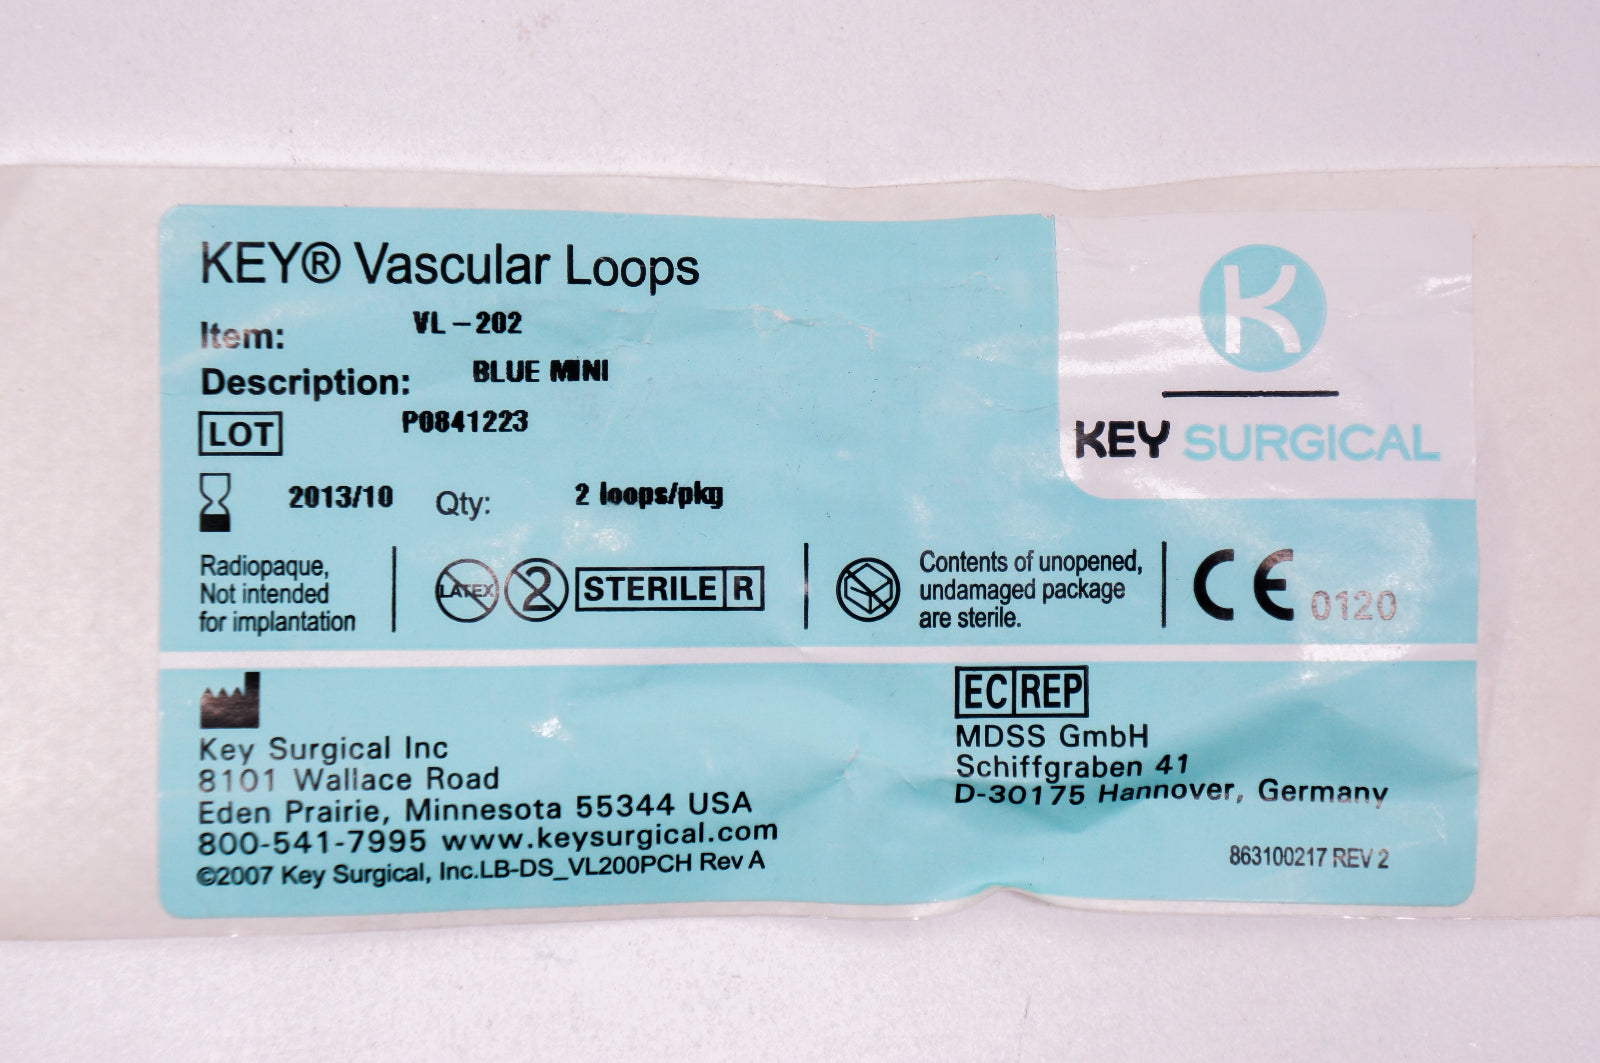 KEY® Vascular Loops
Item: VL-202
Description: BLUE MINI
LOT P0841223
2013/10 Qty: 2 loops/pkg
K
KEY SURGICAL
Radiopaque,
Not intended
for implantation
LATEX 2 STERILE R
Contents of unopened,
undamaged package
are sterile.
CE 0120
Key Surgical Inc
8101 Wallace Road
Eden Prairie, Minnesota 55344 USA
800-541-7995 www.keysurgical.com
©2007 Key Surgical, Inc.LB-DS_VL200PCH Rev A
EC REP
MDSS GmbH
Schiffgraben 41
D-30175 Hannover, Germany
863100217 REV 2